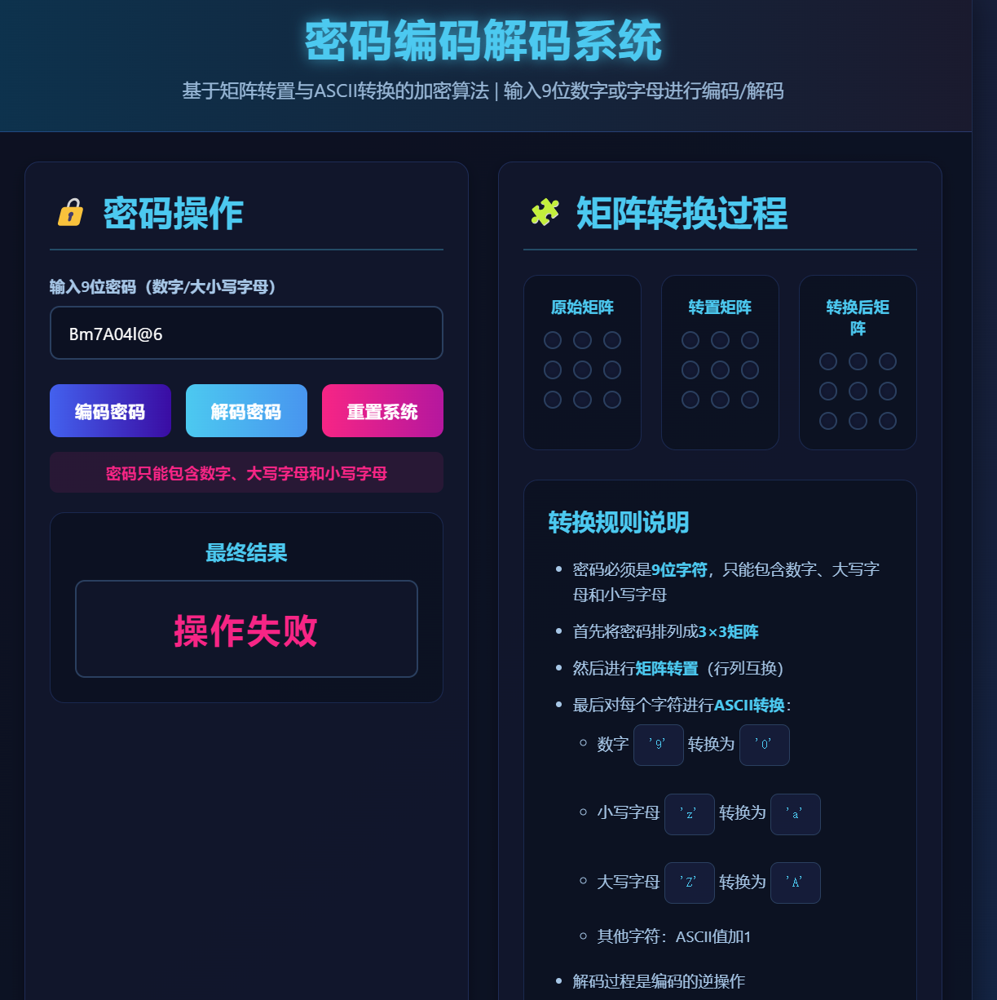 密码编码解码系统
基于矩阵转置与ASCII转换的加密算法 | 输入9位数字或字母进行编码/解码
密码操作
输入9位密码（数字/大小写字母）
Bm7A04l@6
编码密码
解码密码
重置系统
密码只能包含数字、大写字母和小写字母
最终结果
操作失败
矩阵转换过程
原始矩阵
转置矩阵
转换后矩
阵
转换规则说明
密码必须是9位字符，只能包含数字、大写字
母和小写字母
首先将密码排列成3×3矩阵
然后进行矩阵转置（行列互换）
最后对每个字符进行ASCII转换：
数字 '9' 转换为 '0'
小写字母 'z' 转换为 'a'
大写字母 'Z' 转换为 'A'
其他字符：ASCII值加1
解码过程是编码的逆操作